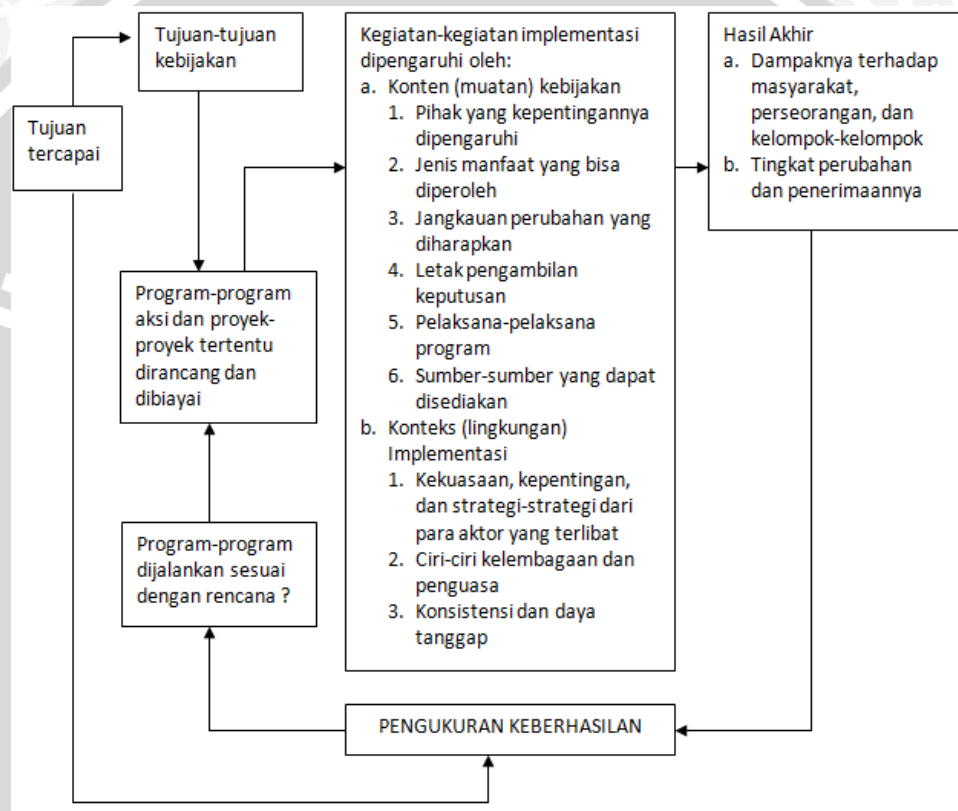 Tujuan-tujuan
kebijakan
Tujuan
tercapai
Program-program
aksi dan proyek-
proyek tertentu
dirancang dan
dibiayai
Program-program
dijalankan sesuai
dengan rencana ?
Kegiatan-kegiatan implementasi
dipengaruhi oleh:
a. Konten (muatan) kebijakan
1. Pihak yang kepentingannya
dipengaruhi
2. Jenis manfaat yang bisa
diperoleh
3. Jangkauan perubahan yang
diharapkan
4. Letak pengambilan
keputusan
5. Pelaksana-pelaksana
program
6. Sumber-sumber yang dapat
disediakan
b. Konteks (lingkungan)
Implementasi
1. Kekuasaan, kepentingan,
dan strategi-strategi dari
para aktor yang terlibat
2. Ciri-ciri kelembagaan dan
penguasa
3. Konsistensi dan daya
tanggap
Hasil Akhir
a. Dampaknya terhadap
masyarakat,
perseorangan, dan
kelompok-kelompok
b. Tingkat perubahan
dan penerimaannya
PENGUKURAN KEBERHASILAN